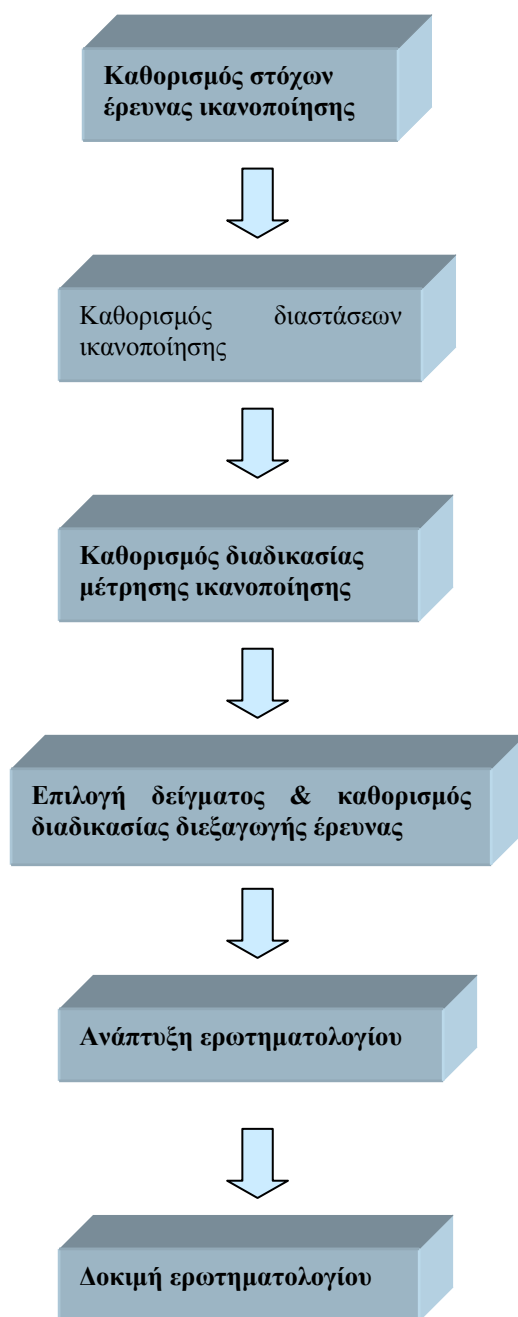 Καθορισμός στόχων
έρευνας ικανοποίησης
Καθορισμός διαστάσεων
ικανοποίησης
Καθορισμός διαδικασίας
μέτρησης ικανοποίησης
Επιλογή δείγματος & καθορισμός
διαδικασίας διεξαγωγής έρευνας
Ανάπτυξη ερωτηματολογίου
Δοκιμή ερωτηματολογίου